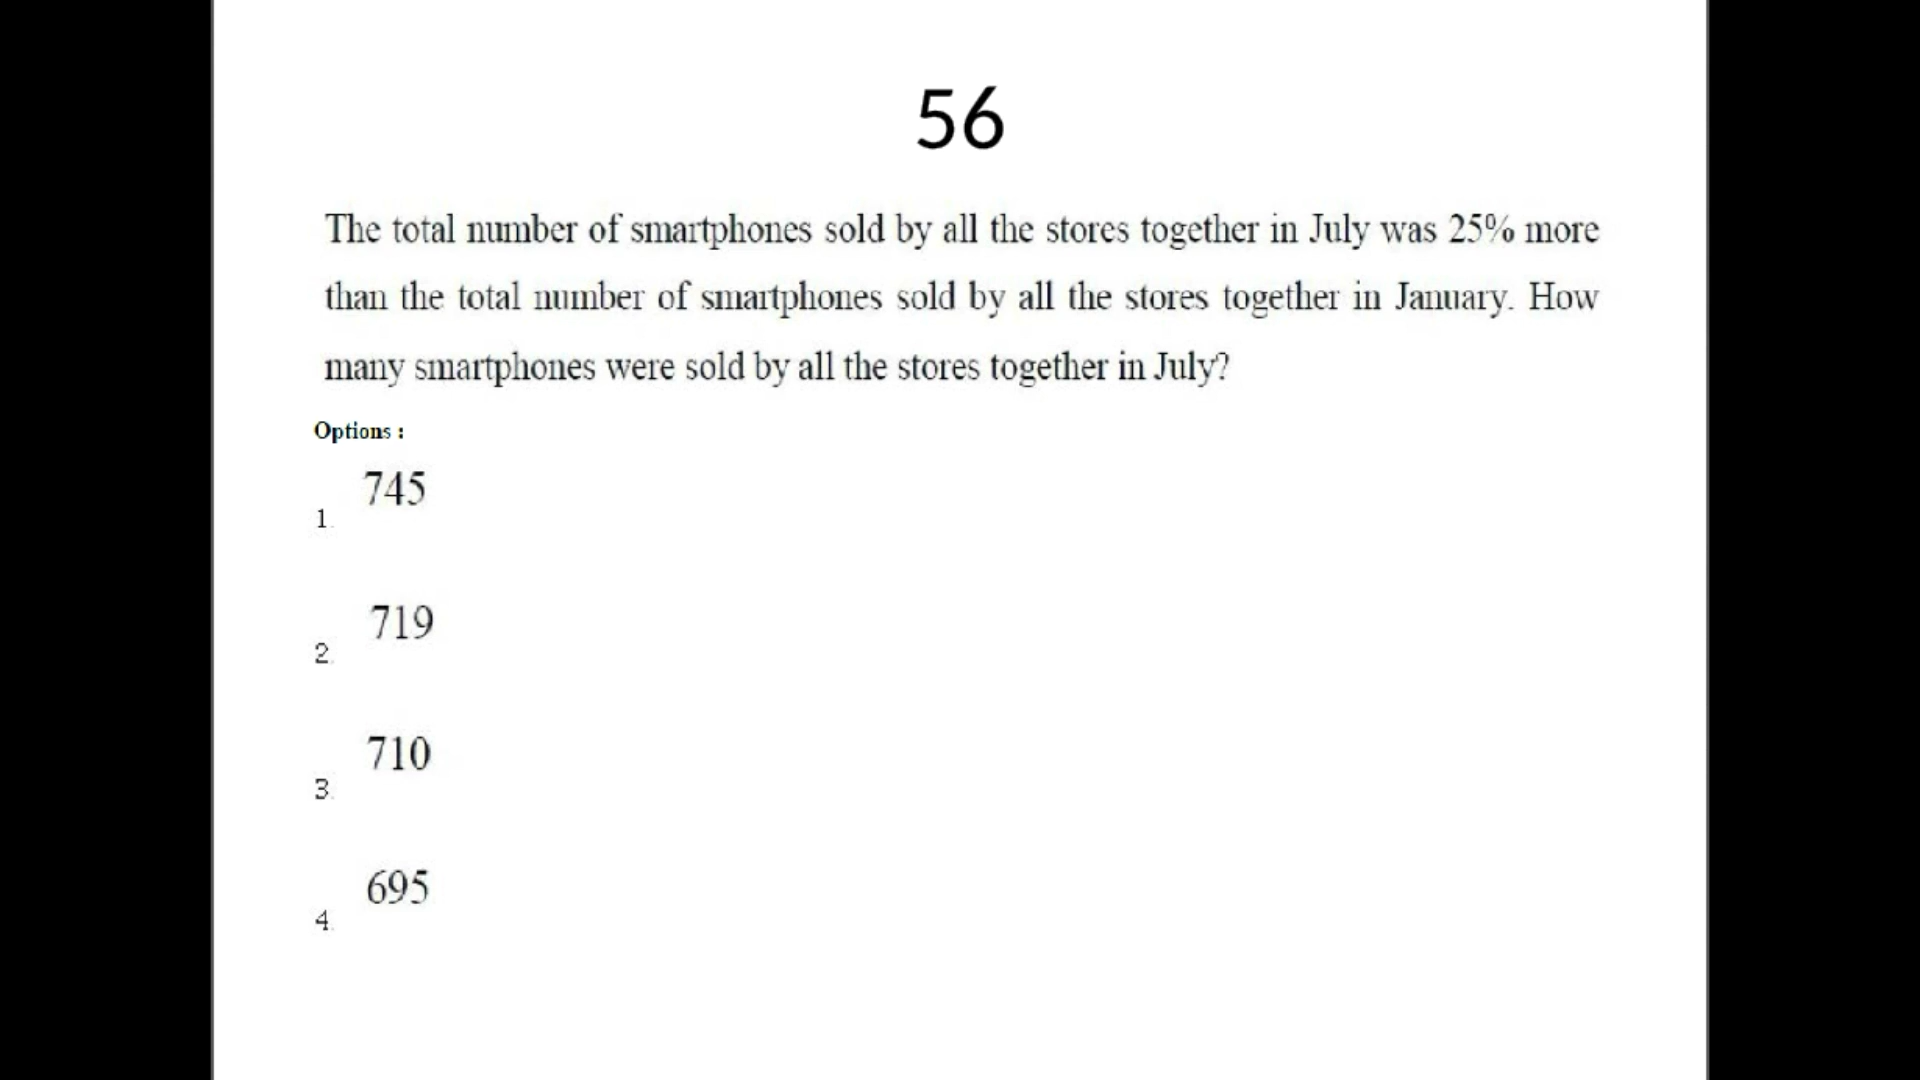 56
The total number of smartphones sold by all the stores together in July was 25% more
than the total number of smartphones sold by all the stores together in January. How
many smartphones were sold by all the stores together in July?
Options :
745
1.
719
2.
710
3.
695
4.